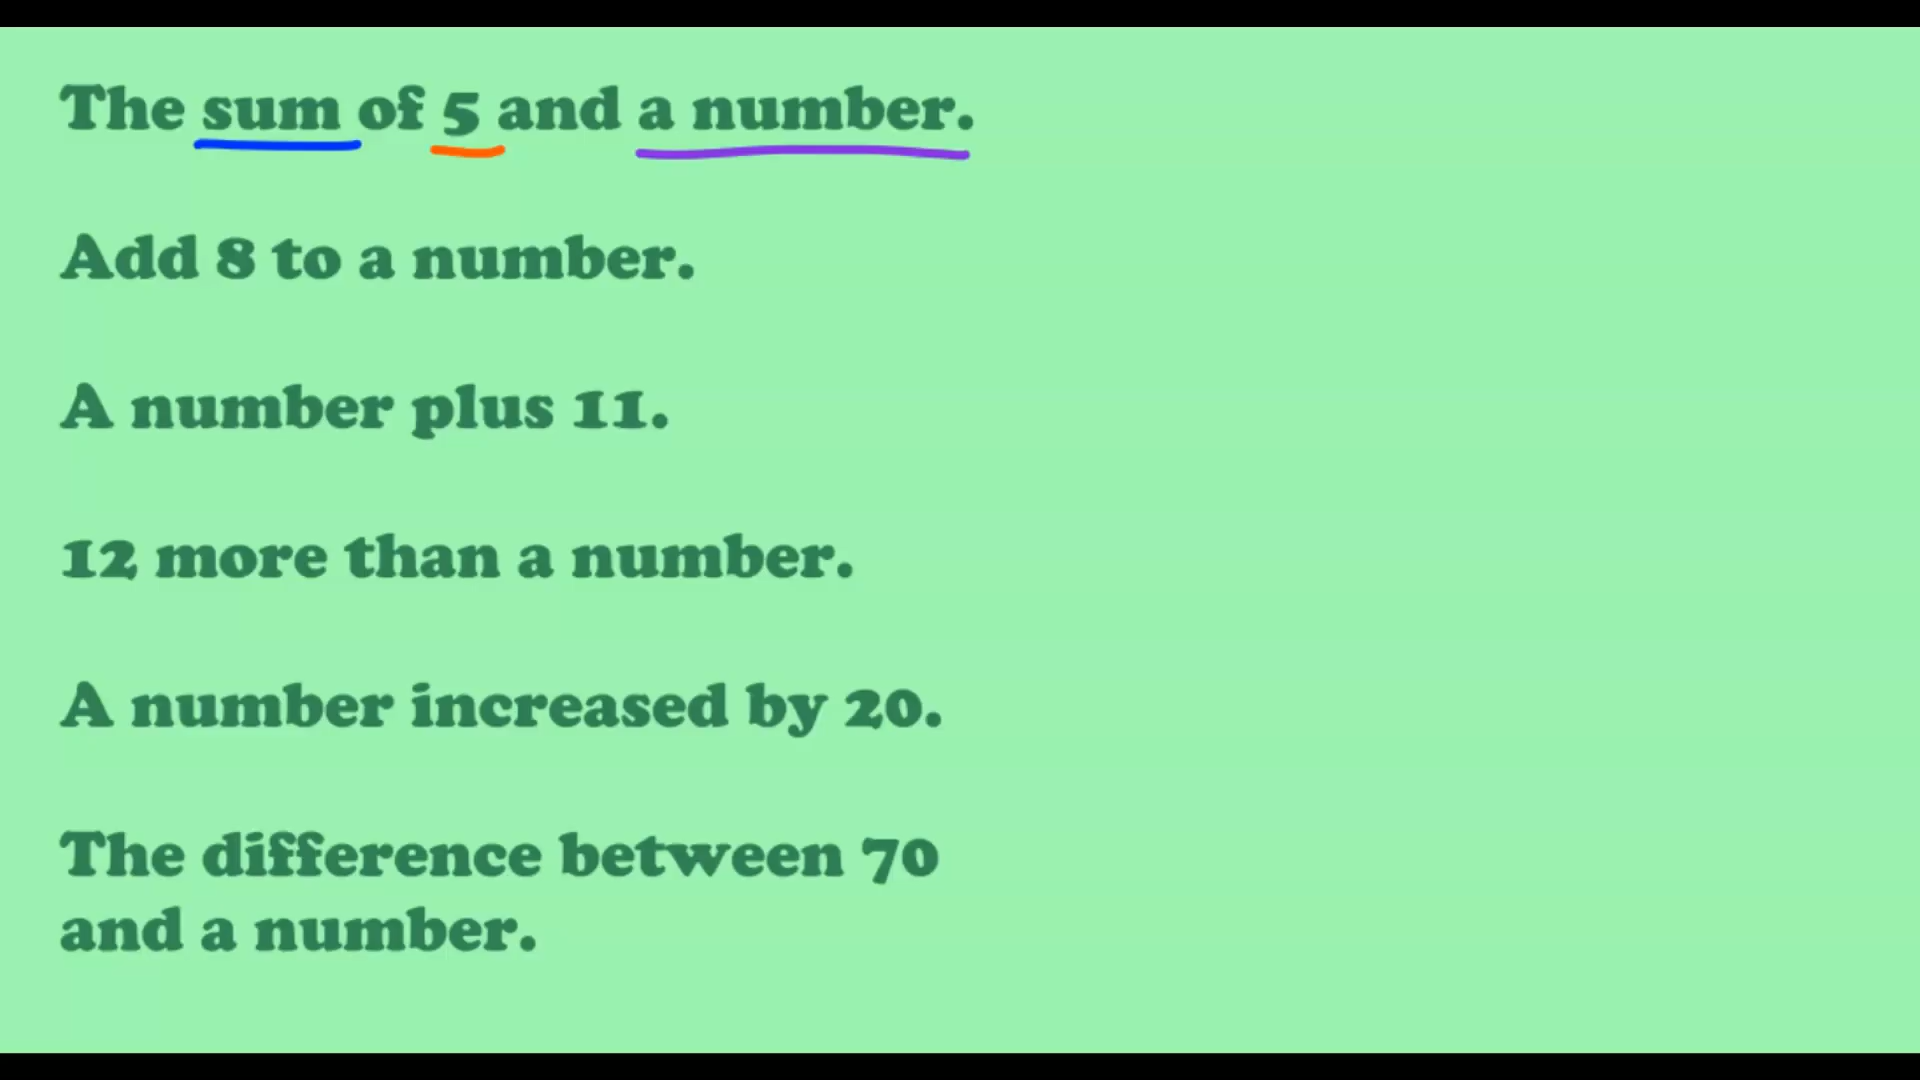 The sum of 5 and a number.
Add 8 to a number.
A number plus 11.
12 more than a number.
A number increased by 20.
The difference between 70
and a number.